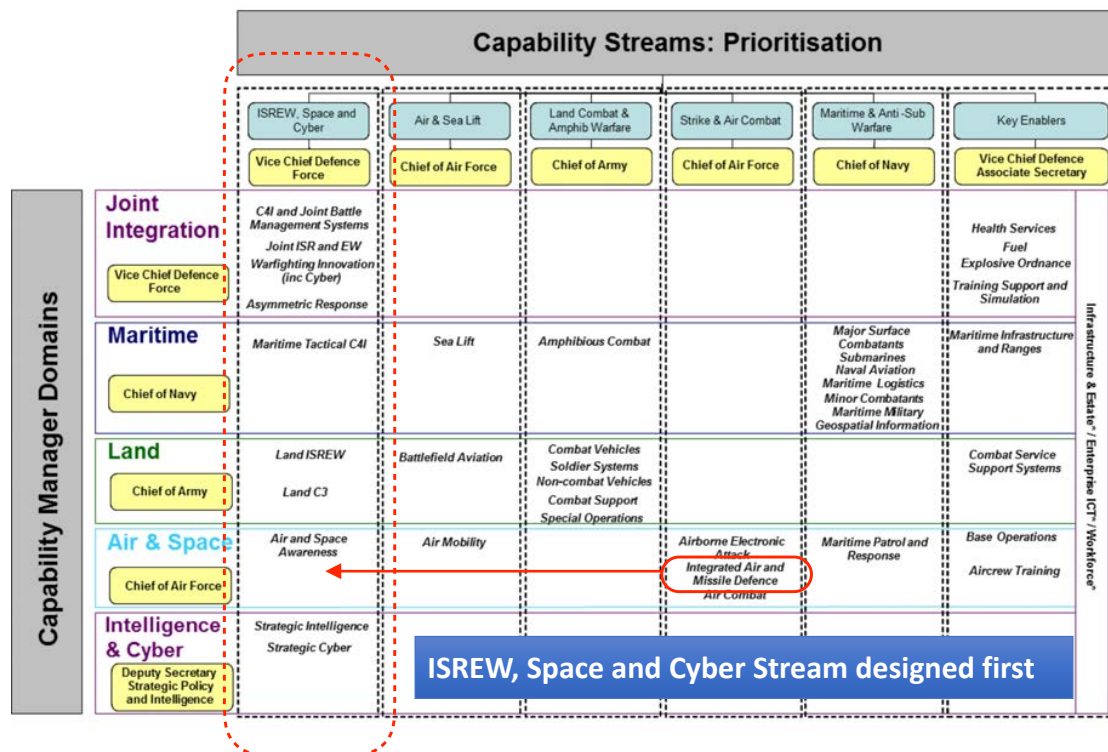 Capability Streams: Prioritisation
ISREW, Space and
Cyber
Air & Sea Lift
Land Combat &
Amphib Warfare
Strike & Air Combat
Maritime & Anti -Sub
Warfare
Key Enablers
Vice Chief Defence
Force
Chief of Air Force
Chief of Army
Chief of Air Force
Chief of Navy
Vice Chief Defence
Associate Secretary
Capability Manager Domains
Joint
Integration
Vice Chief Defence
Force
C4I and Joint Battle
Management Systems
Joint ISR and EW
Warfighting Innovation
(inc Cyber)
Asymmetric Response
Health Services
Fuel
Explosive Ordnance
Training Support and
Simulation
Maritime
Chief of Navy
Maritime Tactical C4I
Sea Lift
Amphibious Combat
Major Surface
Combatants
Submarines
Naval Aviation
Maritime Logistics
Minor Combatants
Maritime Military
Geospatial Information
Maritime Infrastructure
and Ranges
Land
Chief of Army
Land ISREW
Land C3
Battlefield Aviation
Combat Vehicles
Soldier Systems
Non-combat Vehicles
Combat Support
Special Operations
Combat Service
Support Systems
Air & Space
Chief of Air Force
Air and Space
Awareness
Air Mobility
Airborne Electronic
Attack
Integrated Air and
Missile Defence
Air Combat
Maritime Patrol and
Response
Base Operations
Aircrew Training
Intelligence
& Cyber
Deputy Secretary
Strategic Policy
and Intelligence
Strategic Intelligence
Strategic Cyber
ISREW, Space and Cyber Stream designed first
Infrastructure & Estate* / Enterprise ICT* / Workforce*